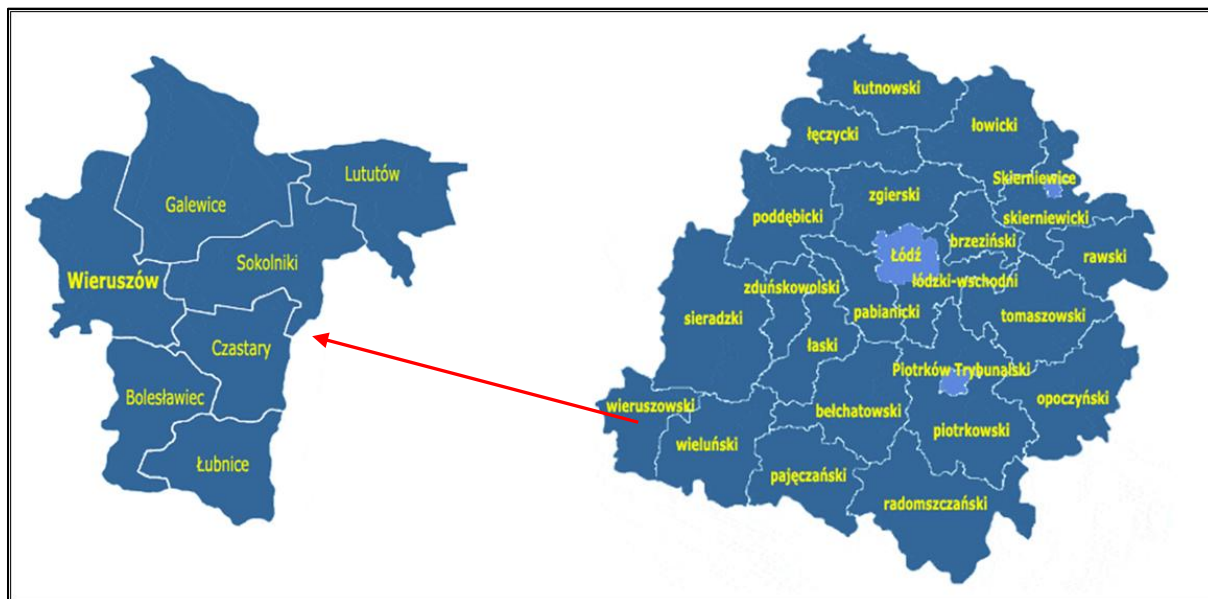 Galewice
Lututów
Wieruszów
Sokolniki
Czastary
Bolesławiec
Łubnice
kutnowski
łęczycki
łowicki
Skierniewice
zgierski
poddębicki
skierniewicki
brzeziński
Łódź
rawski
zduńskowolski
łódzki-wschodni
sieradzki
pabianicki
tomaszowski
łaski
Piotrków Trybunalski
wieruszowski
bełchatowski
opoczyński
piotrkowski
wieluński
pajęczański
radomszczański